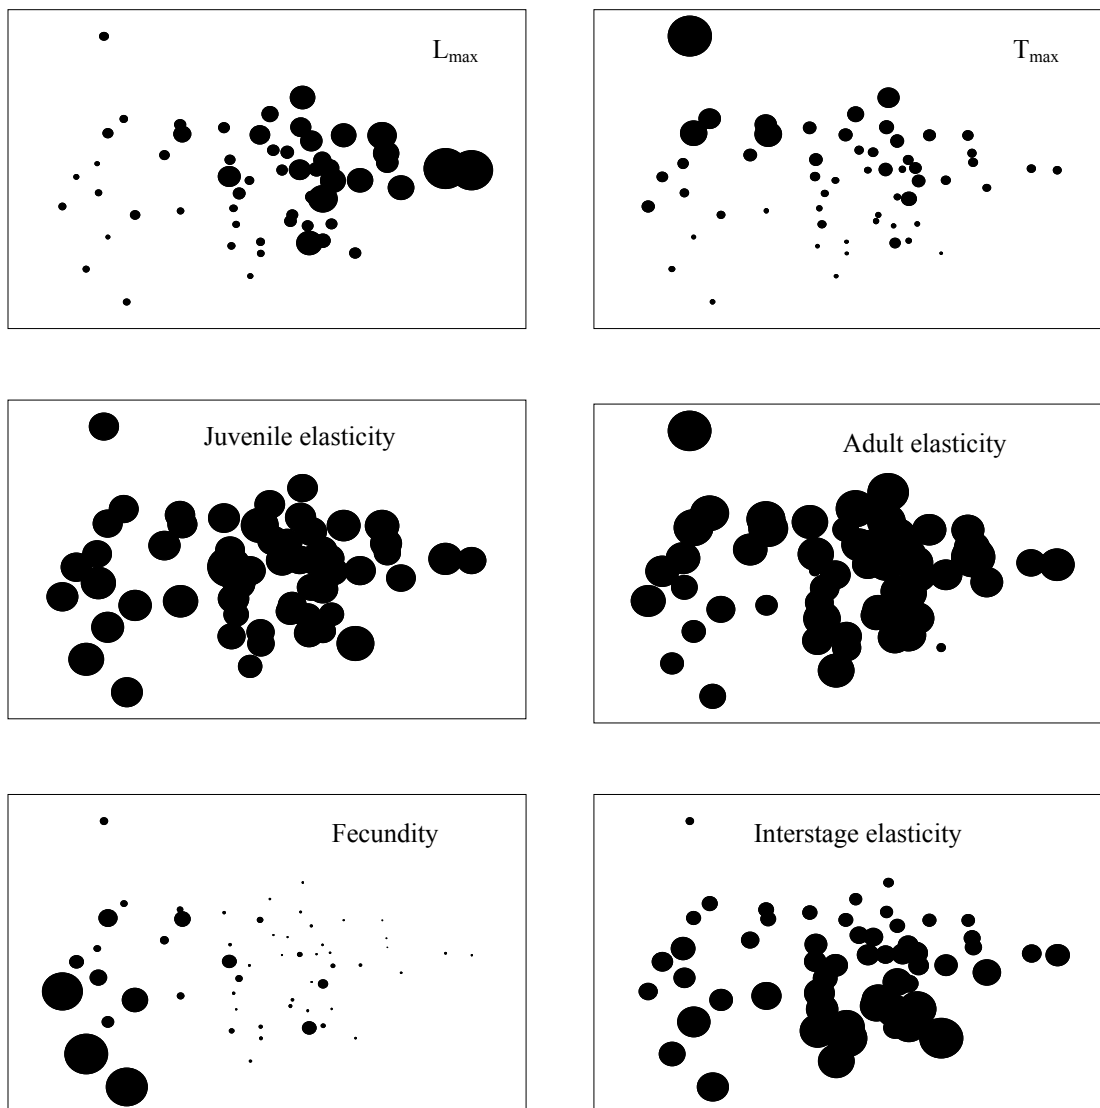 Lmax
Tmax
Juvenile elasticity
Adult elasticity
Fecundity
Interstage elasticity